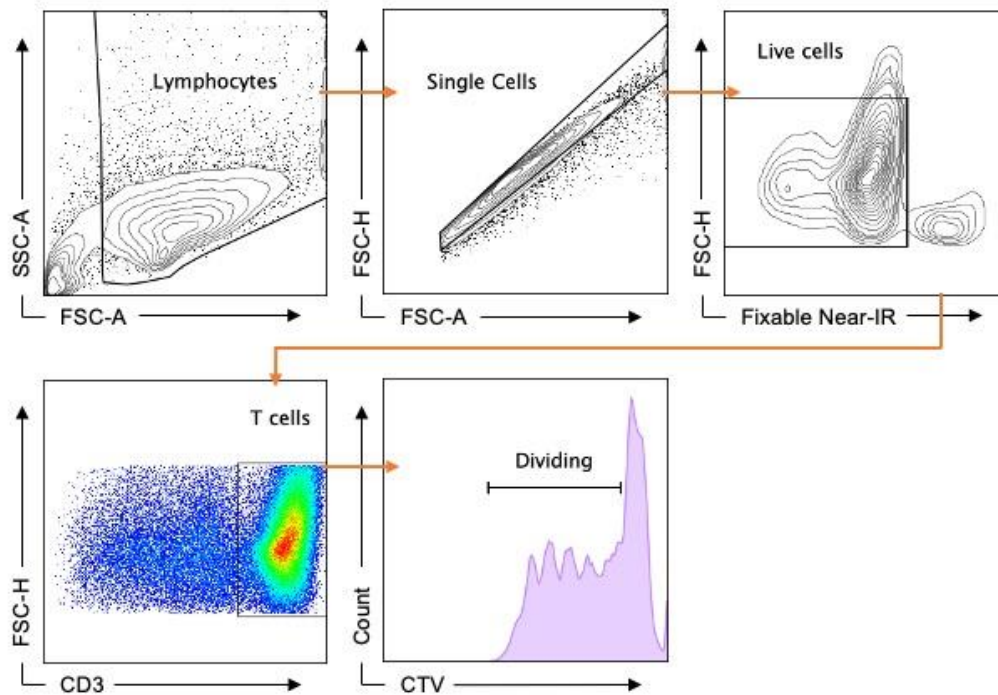 Lymphocytes
SSC-A
FSC-A
Single Cells
FSC-H
FSC-A
Live cells
FSC-H
Fixable Near-IR
T cells
FSC-H
CD3
Dividing
Count
CTV